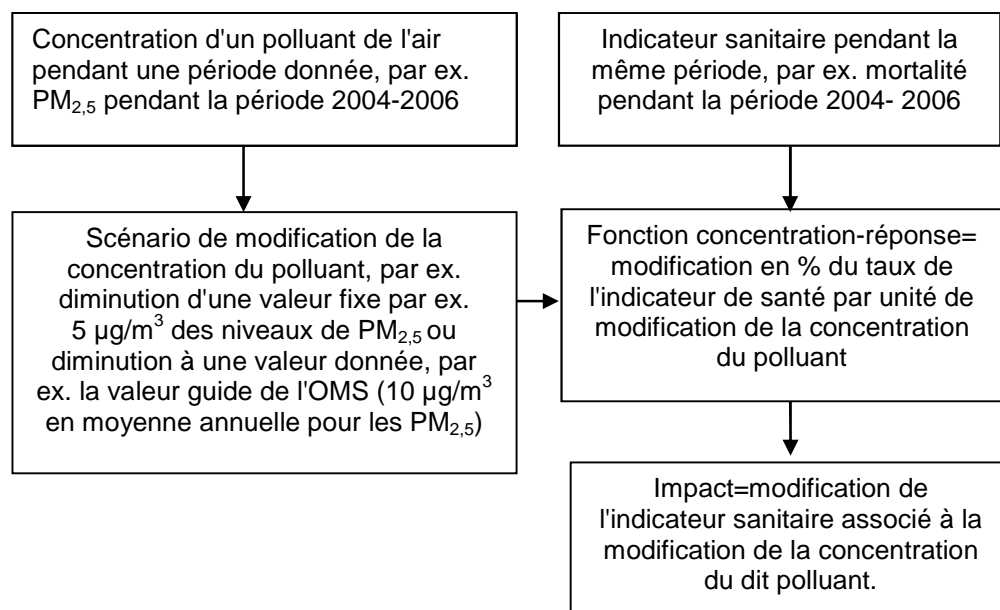 Concentration d'un polluant de l'air
pendant une période donnée, par ex.
PM2,5 pendant la période 2004-2006
Indicateur sanitaire pendant la
même période, par ex. mortalité
pendant la période 2004- 2006
Scénario de modification de la
concentration du polluant, par ex.
diminution d'une valeur fixe par ex.
5 µg/m³ des niveaux de PM2,5 ou
diminution à une valeur donnée, par
ex. la valeur guide de l'OMS (10 µg/m³
en moyenne annuelle pour les PM2,5)
Fonction concentration-réponse=
modification en % du taux de
l'indicateur de santé par unité de
modification de la concentration
du polluant
Impact=modification de
l'indicateur sanitaire associé à la
modification de la concentration
du dit polluant.